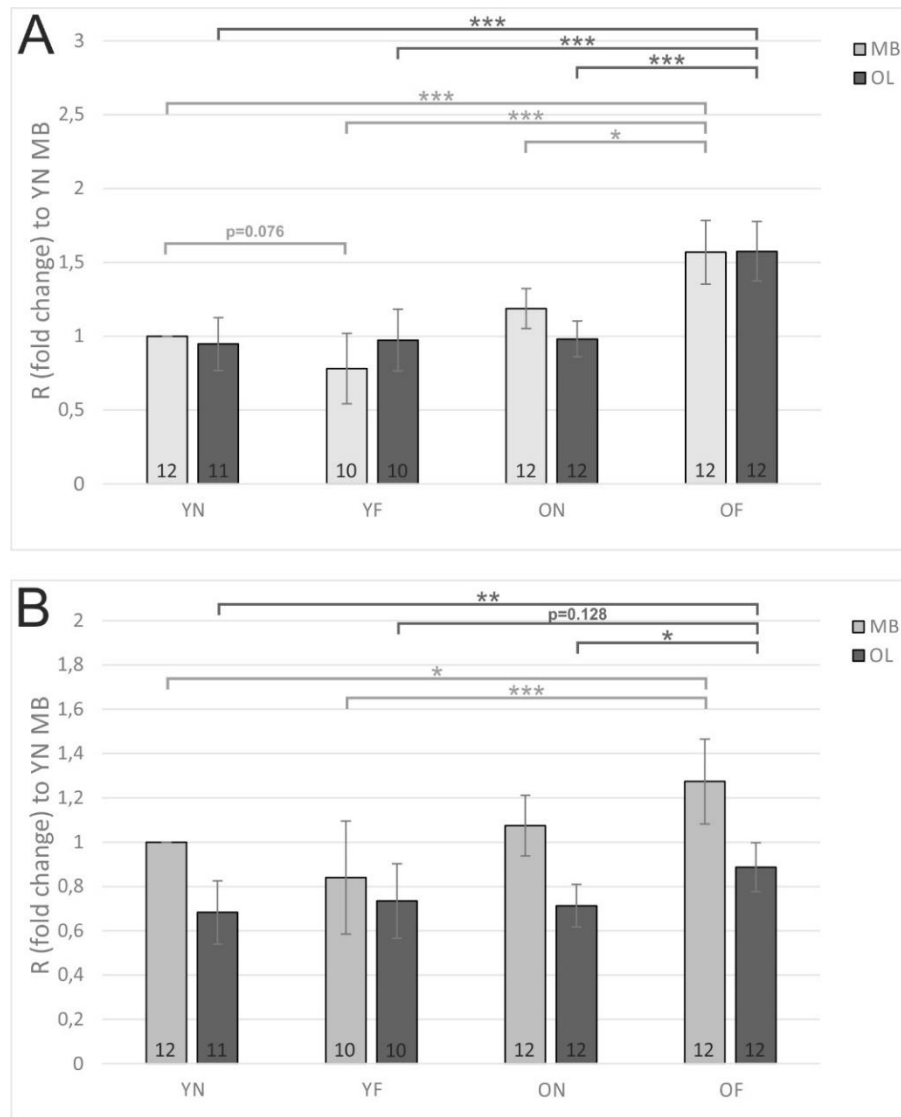 A
***
3
MB
***
OL
***
***
2,5
***
*
2
p=0.076
1,5
1
0,5
12 11 10 10 12 12 12 12
0
YN YF ON OF
R (fold change) to YN MB
B
**
2
p=0.128
MB
*
OL
1,8
*
***
1,6
1,4
1,2
1
0,8
0,6
0,4
0,2
12 11 10 10 12 12 12 12
0
YN YF ON OF
R (fold change) to YN MB